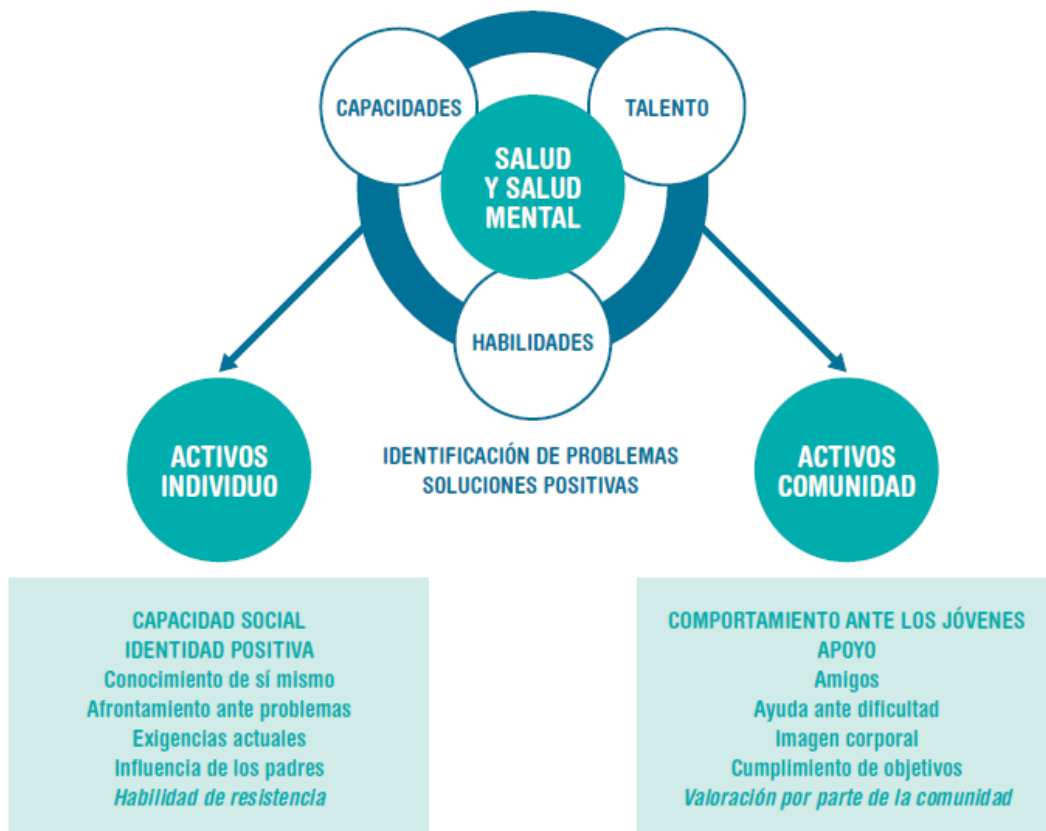 CAPACIDADES
TALENTO
SALUD
Y SALUD
MENTAL
HABILIDADES
ACTIVOS
INDIVIDUO
IDENTIFICACIÓN DE PROBLEMAS
SOLUCIONES POSITIVAS
ACTIVOS
COMUNIDAD
CAPACIDAD SOCIAL
IDENTIDAD POSITIVA
Conocimiento de sí mismo
Afrontamiento ante problemas
Exigencias actuales
Influencia de los padres
Habilidad de resistencia
COMPORTAMIENTO ANTE LOS JÓVENES
APOYO
Amigos
Ayuda ante dificultad
Imagen corporal
Cumplimiento de objetivos
Valoración por parte de la comunidad